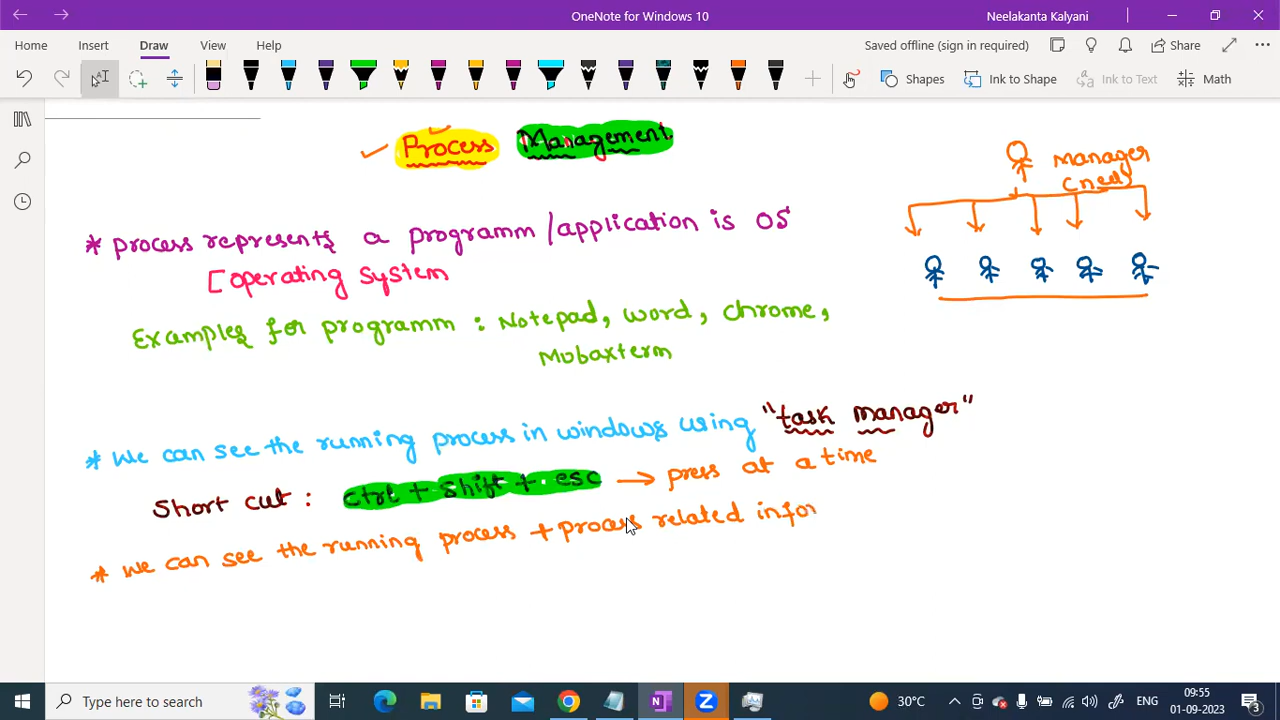 OneNote for Windows 10
Neelakanta Kalyani
Home Insert Draw View Help
Saved offline (sign in required)
Share
Shapes
Ink to Shape
Ink to Text
Math
Process Management
Manager
* process represents a programm / application is OS
[operating system
Examples for programm : Notepad, word, chrome,
Mobaxterm
* We can see the running process in windows using "task manager"
Short cut : ctrl + shift + esc → press at a time
* We can see the running process + process related infor
Type here to search
30°C
ENG
09:55
01-09-2023
3